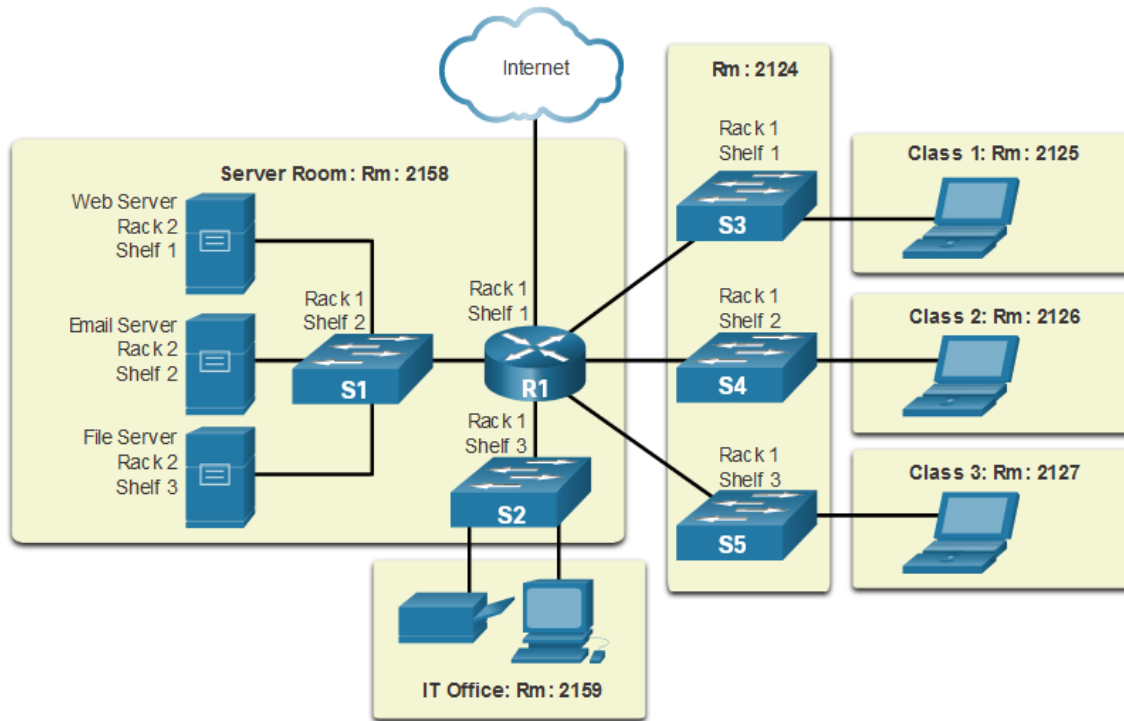 Internet
Server Room: Rm: 2158
Web Server
Rack 2
Shelf 1
Email Server
Rack 2
Shelf 2
File Server
Rack 2
Shelf 3
Rack 1
Shelf 2
S1
Rack 1
Shelf 1
R1
Rack 1
Shelf 3
S2
IT Office: Rm: 2159
Rm: 2124
Rack 1
Shelf 1
S3
Rack 1
Shelf 2
S4
Rack 1
Shelf 3
S5
Class 1: Rm: 2125
Class 2: Rm: 2126
Class 3: Rm: 2127